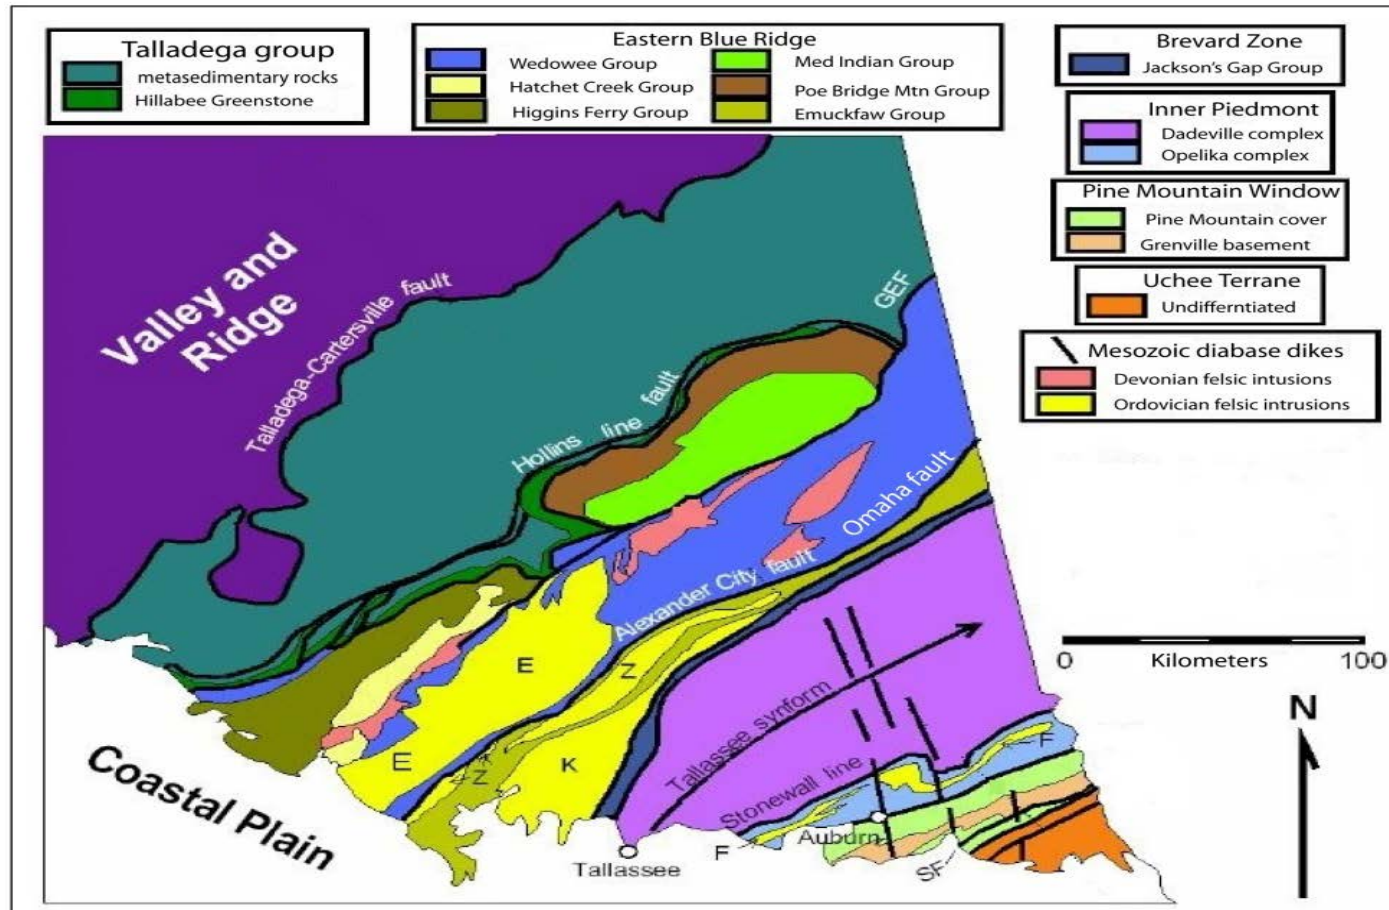 Talladega group
metasedimentary rocks
Hillabee Greenstone
Eastern Blue Ridge
Wedowee Group
Hatchet Creek Group
Higgins Ferry Group
Med Indian Group
Poe Bridge Mtn Group
Emuckfaw Group
Brevard Zone
Jackson's Gap Group
Inner Piedmont
Dadeville complex
Opelika complex
Pine Mountain Window
Pine Mountain cover
Grenville basement
Uchee Terrane
Undifferntiated
Mesozoic diabase dikes
Devonian felsic intusions
Ordovician felsic intrusions
Valley and
Ridge
Talladega-Cartersville fault
GEF
Hollins line fault
Omaha fault
Alexander City fault
E
Z
E
Z
K
Tallassee synform
Stonewall line
F
Auburn
F
SF
Tallassee
Coastal Plain
0 Kilometers 100
N